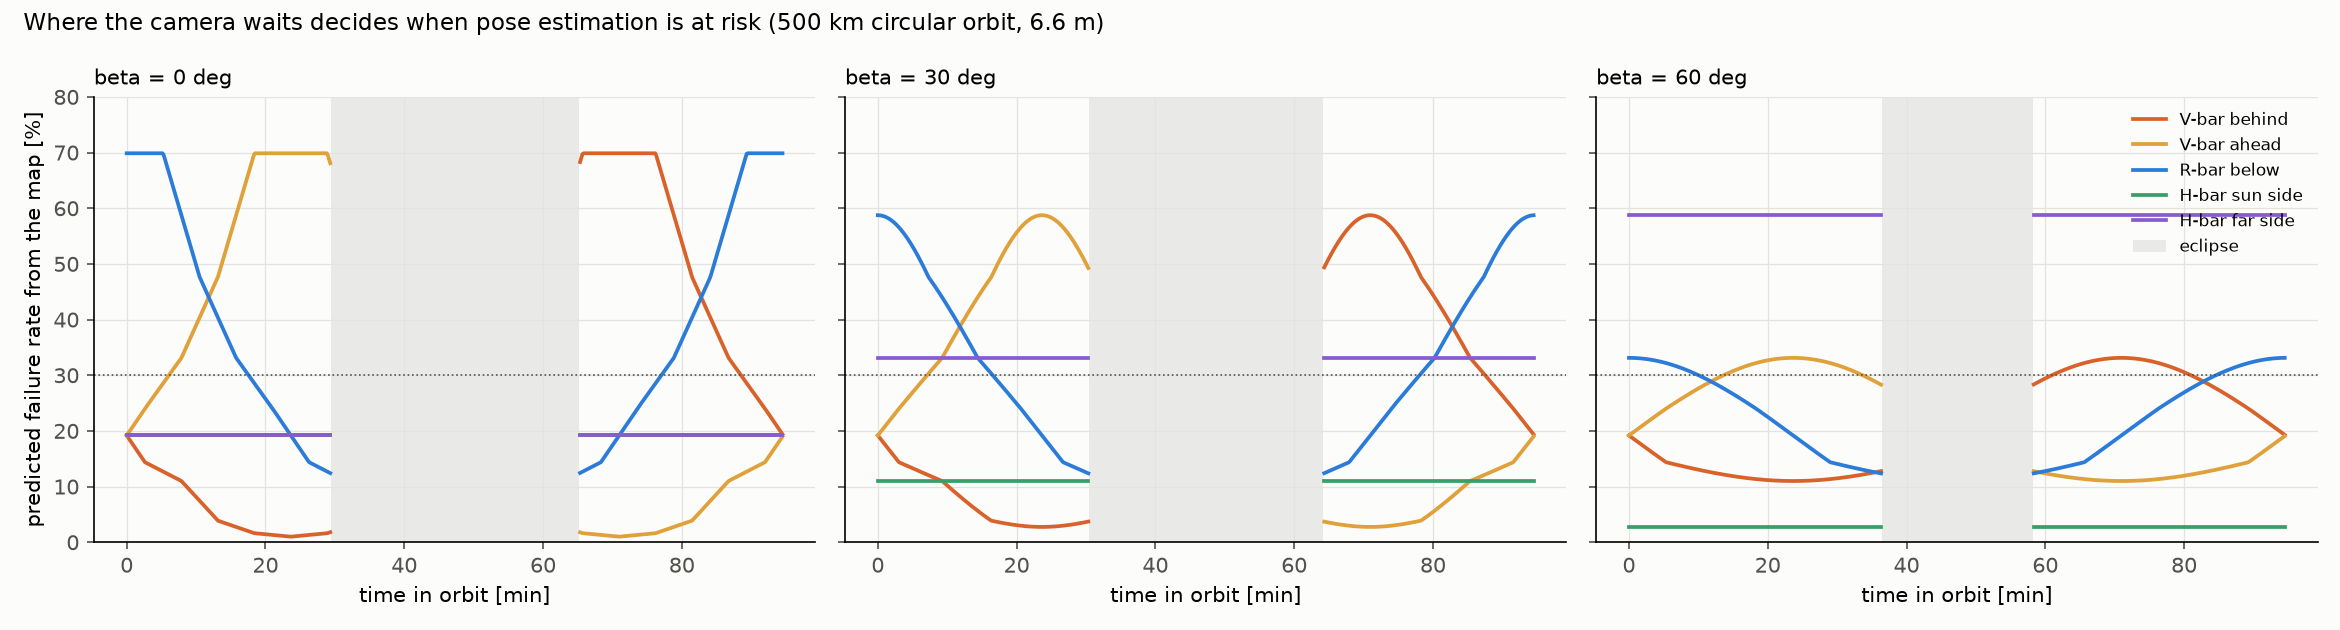 Where the camera waits decides when pose estimation is at risk (500 km circular orbit, 6.6 m)
beta = 0 deg
beta = 30 deg
beta = 60 deg
predicted failure rate from the map [%]
80
70
60
50
40
30
20
10
0
V-bar behind
V-bar ahead
R-bar below
H-bar sun side
H-bar far side
eclipse
0 20 40 60 80
0 20 40 60 80
0 20 40 60 80
time in orbit [min]
time in orbit [min]
time in orbit [min]